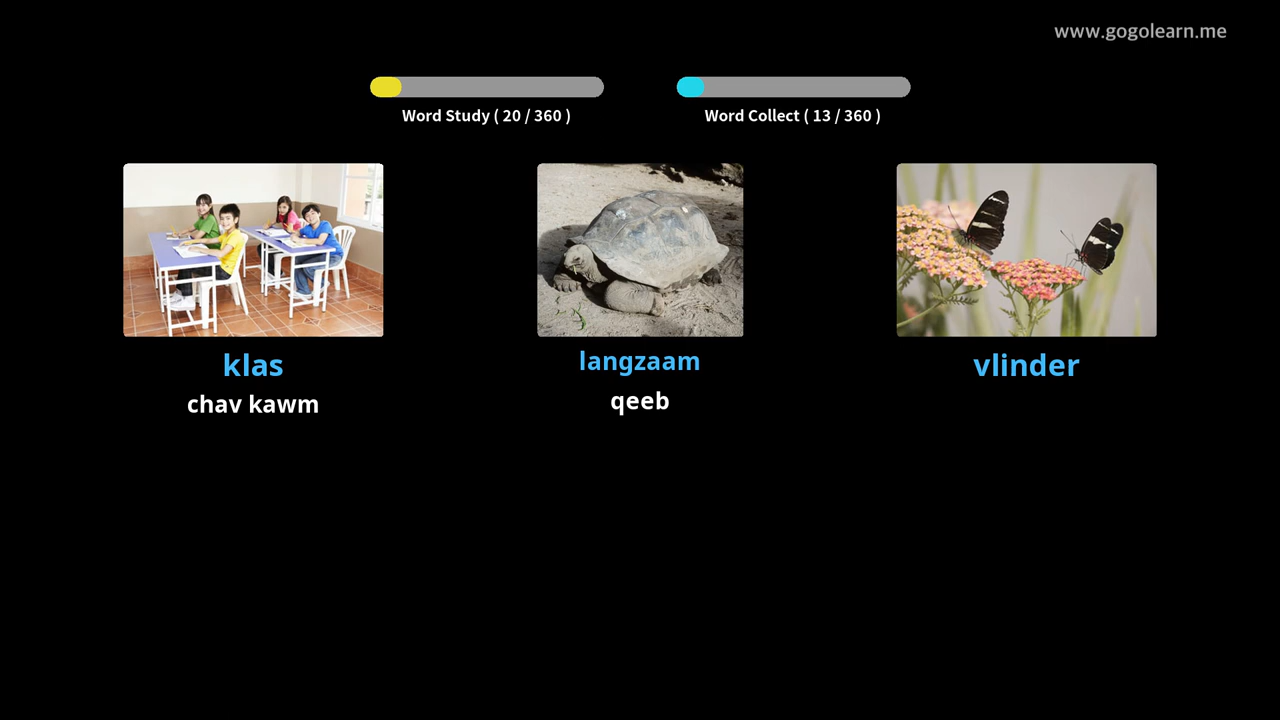 www.gogolearn.me
Word Study ( 20 / 360 )
Word Collect ( 13 / 360 )
klas
chav kawm
langzaam
qeeb
vlinder